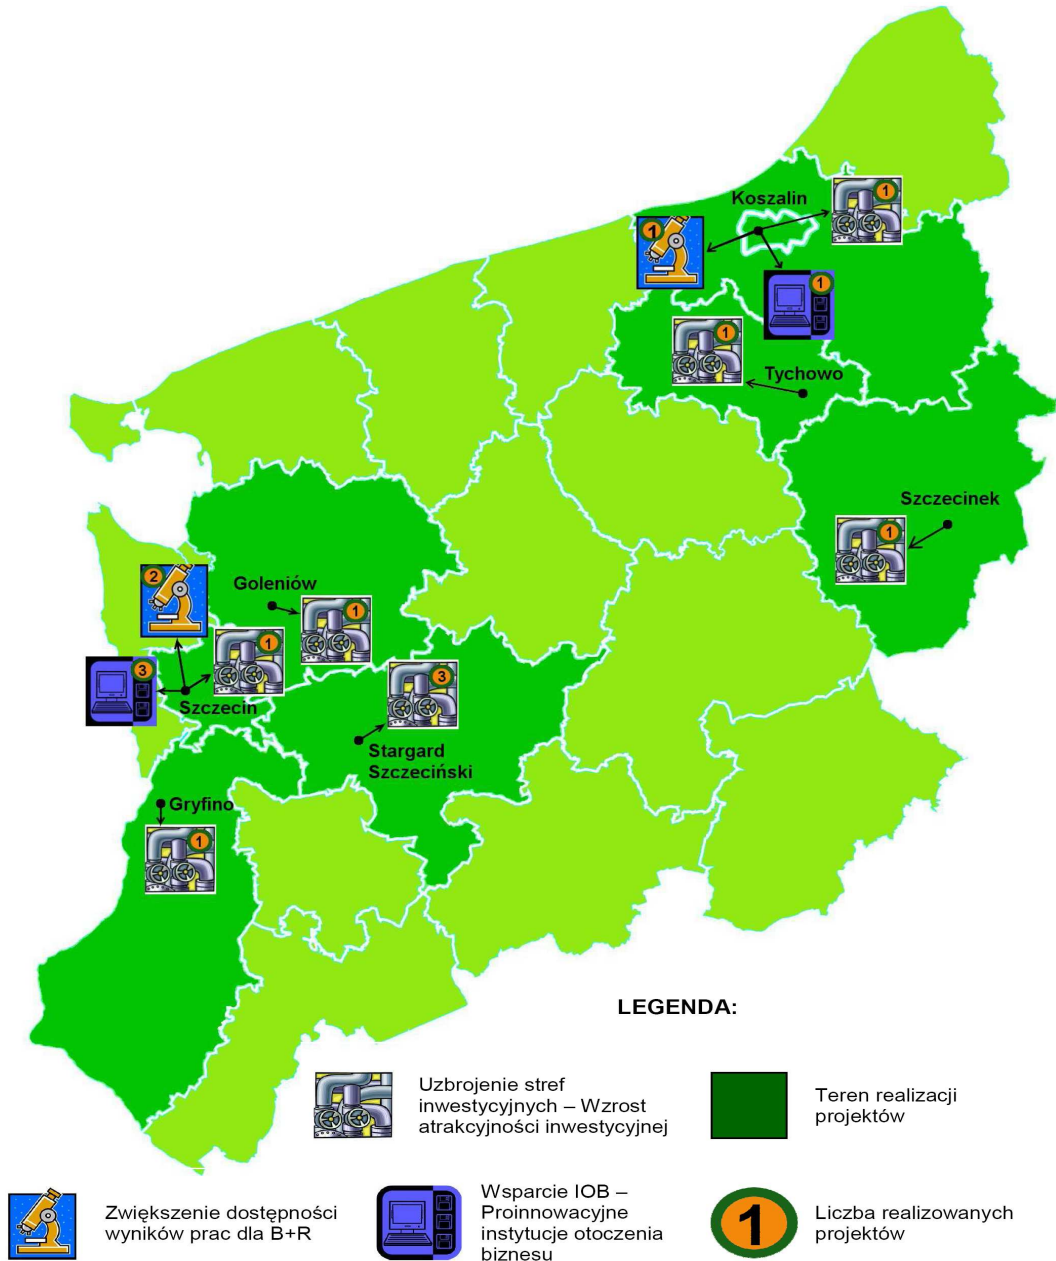 Koszalin
1
1
1
1
Tychowo
Szczecinek
1
2
Goleniów
1
1
3
Szczecin
3
Stargard
Szczeciński
Gryfino
1
LEGENDA:
Uzbrojenie stref
inwestycyjnych – Wzrost
atrakcyjności inwestycyjnej
Teren realizacji
projektów
Zwiększenie dostępności
wyników prac dla B+R
Wsparcie IOB –
Proinnowacyjne
instytucje otoczenia
biznesu
1
Liczba realizowanych
projektów